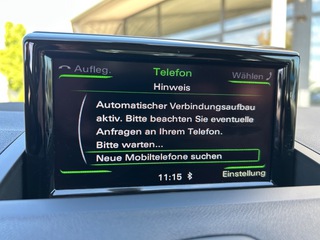 Aufleg. Telefon Wählen
Hinweis
Automatischer Verbindungsaufbau
aktiv. Bitte beachten Sie eventuelle
Anfragen an Ihrem Telefon.
Bitte warten...
Neue Mobiltelefone suchen
11:15 Einstellung